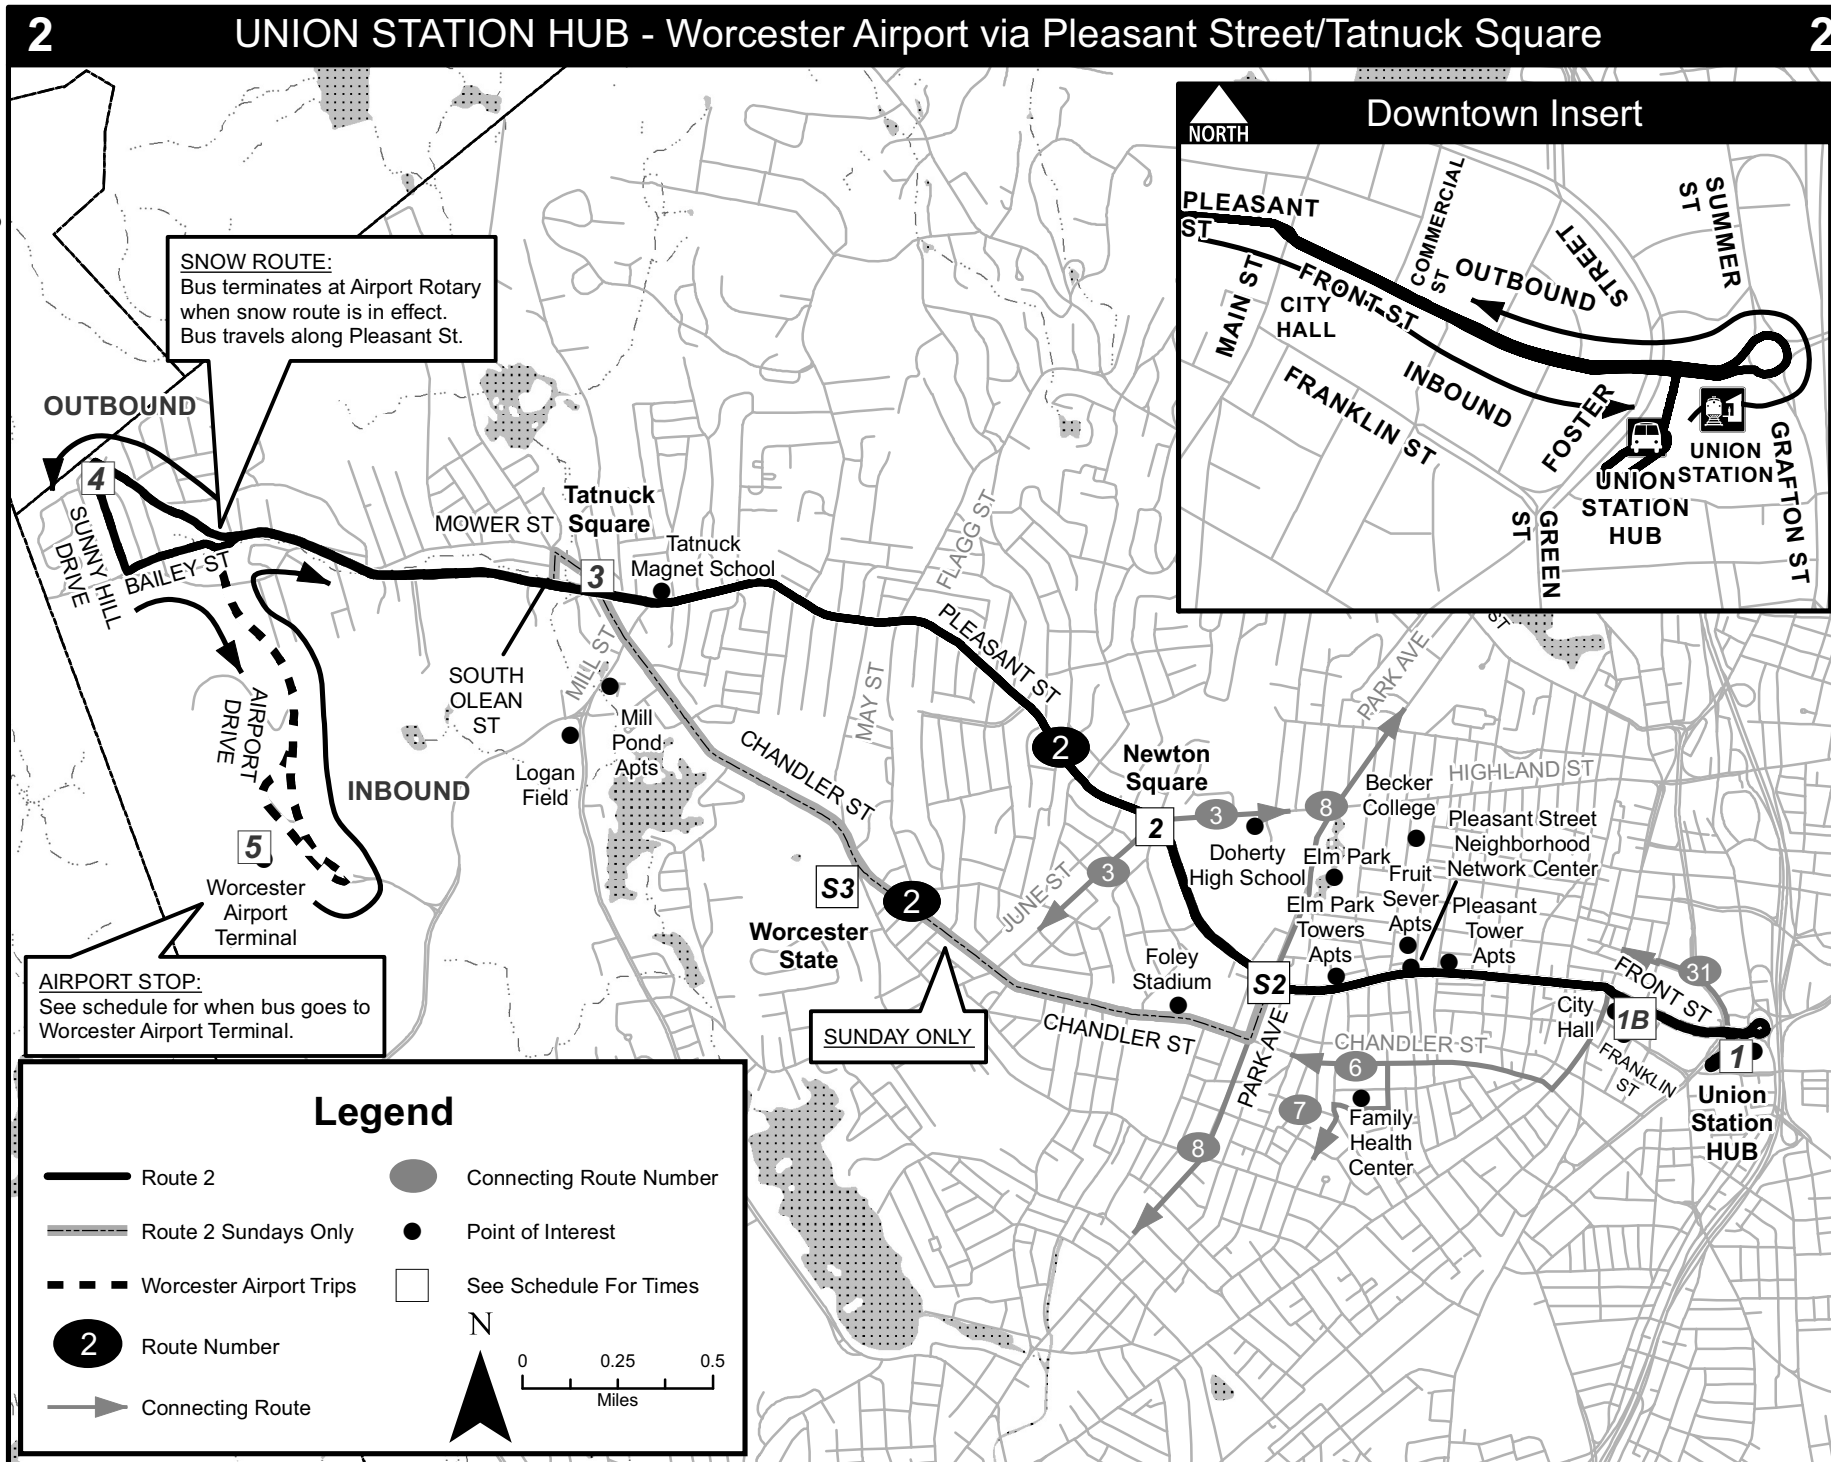 2
UNION STATION HUB - Worcester Airport via Pleasant Street/Tatnuck Square
2
NORTH
Downtown Insert
PLEASANT
ST
COMMERCIAL
ST
SUMMER
ST
STREET
OUTBOUND
FRONT ST
CITY
HALL
MAIN ST
INBOUND
FRANKLIN ST
FOSTER
UNION
STATION
UNION
STATION
HUB
GRAFTON ST
GREEN
ST
SNOW ROUTE:
Bus terminates at Airport Rotary
when snow route is in effect.
Bus travels along Pleasant St.
OUTBOUND
4
SUNNY HILL
DRIVE
BAILEY ST
MOWER ST
Tatnuck
Square
3
Tatnuck
Magnet School
FLAGG ST
PLEASANT ST
SOUTH
OLEAN
ST
MILL ST
MAY ST
AIRPORT
DRIVE
INBOUND
Mill
Pond
Apts
Logan
Field
CHANDLER ST
2
Newton
Square
2
3
8
PARK AVE
ST
HIGHLAND ST
Becker
College
Pleasant Street
Neighborhood
Network Center
Doherty
High School
Elm Park
Fruit
Sever
Apts
Elm Park
Towers
Apts
Pleasant
Tower
Apts
3
JUNE ST
5
Worcester
Airport
Terminal
S3
2
Worcester
State
Foley
Stadium
S2
AIRPORT STOP:
See schedule for when bus goes to
Worcester Airport Terminal.
SUNDAY ONLY
CHANDLER ST
PARK AVE
CHANDLER ST
6
7
8
Family
Health
Center
City
Hall
1B
FRONT ST
31
FRANKLIN
ST
1
Union
Station
HUB
Legend
Route 2
Connecting Route Number
Route 2 Sundays Only
Point of Interest
Worcester Airport Trips
See Schedule For Times
2
Route Number
Connecting Route
N
0
0.25
0.5
Miles